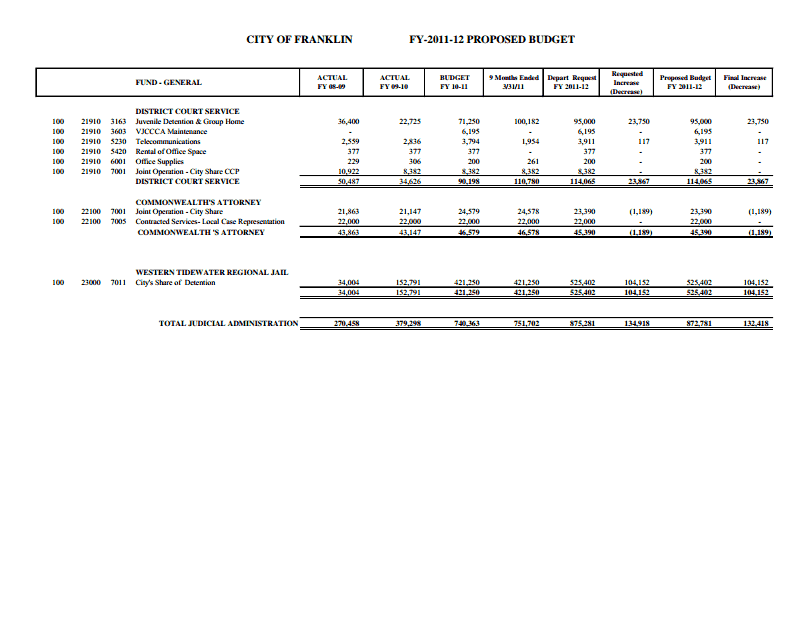 CITY OF FRANKLIN FY-2011-12 PROPOSED BUDGET
FUND - GENERAL ACTUAL FY 08-09 ACTUAL FY 09-10 BUDGET FY 10-11 9 Months Ended 3/31/11 Depart Request FY 2011-12 Requested Increase (Decrease) Proposed Budget FY 2011-12 Final Increase (Decrease)
DISTRICT COURT SERVICE
100 21910 3163 Juvenile Detention & Group Home 36,400 22,725 71,250 100,182 95,000 23,750 95,000 23,750
100 21910 3603 VJCCCA Maintenance - 6,195 - 6,195 - 6,195 -
100 21910 5230 Telecommunications 2,559 2,836 3,794 1,954 3,911 117 3,911 117
100 21910 5420 Rental of Office Space 377 377 377 - 377 - 377 -
100 21910 6001 Office Supplies 229 306 200 261 200 - 200 -
100 21910 7001 Joint Operation - City Share CCP 10,922 8,382 8,382 8,382 8,382 - 8,382 -
DISTRICT COURT SERVICE 50,487 34,626 90,198 110,780 114,065 23,867 114,065 23,867
COMMONWEALTH'S ATTORNEY
100 22100 7001 Joint Operation - City Share 21,863 21,147 24,579 24,578 23,390 (1,189) 23,390 (1,189)
100 22100 7005 Contracted Services- Local Case Representation 22,000 22,000 22,000 22,000 22,000 - 22,000 -
COMMONWEALTH 'S ATTORNEY 43,863 43,147 46,579 46,578 45,390 (1,189) 45,390 (1,189)
WESTERN TIDEWATER REGIONAL JAIL
100 23000 7011 City's Share of Detention 34,004 152,791 421,250 421,250 525,402 104,152 525,402 104,152
34,004 152,791 421,250 421,250 525,402 104,152 525,402 104,152
TOTAL JUDICIAL ADMINISTRATION 270,458 379,298 740,363 751,702 875,281 134,918 872,781 132,418